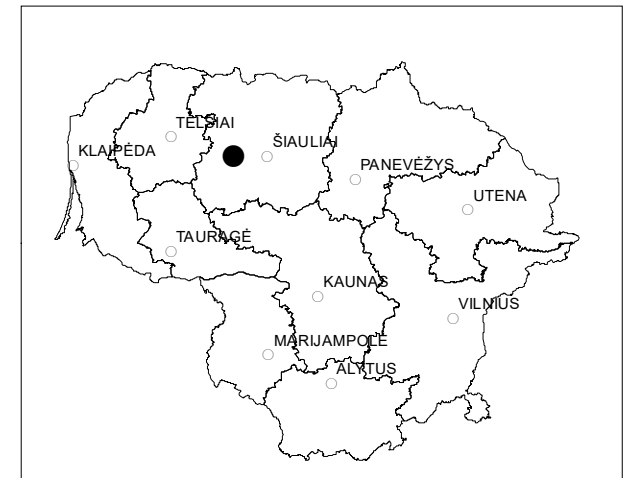 TELŠIAI
ŠIAULIAI
KLAIPĖDA
PANEVĖŽYS
UTENA
TAURAGĖ
KAUNAS
VILNIUS
MARIJAMPOLĖ
ALYTUS